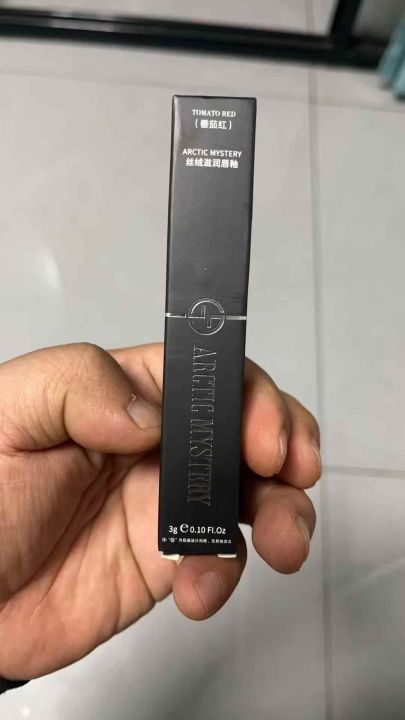 TOMATO RED
（番茄红）
ARCTIC MYSTERY
丝绒滋润唇釉
ARCTIC MYSTERY
3g ℮ 0.10 Fl.Oz